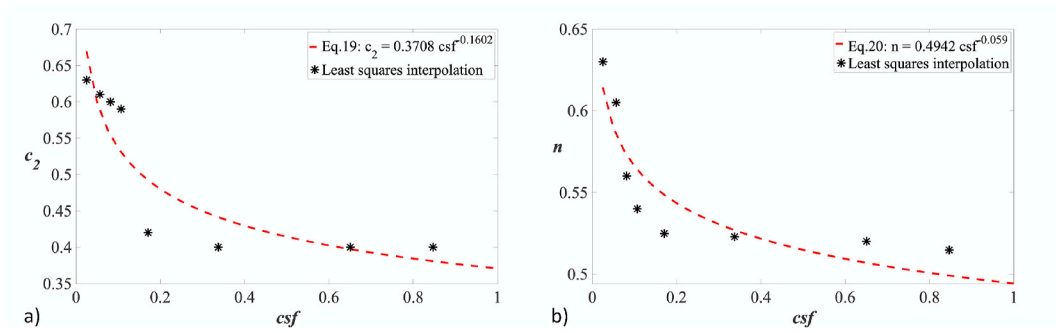 0.7
0.65
0.6
0.55
0.5
0.45
0.4
0.35
c2
Eq.19: c2 = 0.3708 csf^-0.1602
Least squares interpolation
0 0.2 0.4 0.6 0.8 1
csf
a)
0.65
0.6
0.55
0.5
n
Eq.20: n = 0.4942 csf^-0.059
Least squares interpolation
0 0.2 0.4 0.6 0.8 1
csf
b)